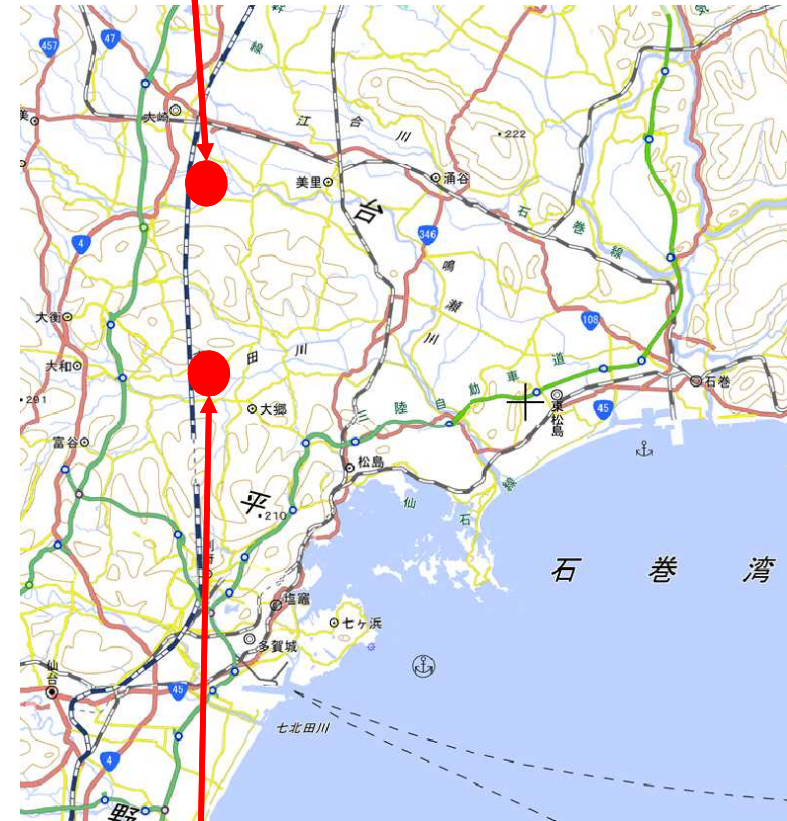 47
457
線
大崎
江合川
・222
美里
涌谷
台
石巻線
4
346
鳴瀬川
大衡
108
大和
田川
291
大郷
三陸自動車道
石巻
東松島
45
富谷
松島
平
・210
仙石線
利府
石巻湾
塩竈
七ヶ浜
多賀城
仙台
45
七北田川
4
野